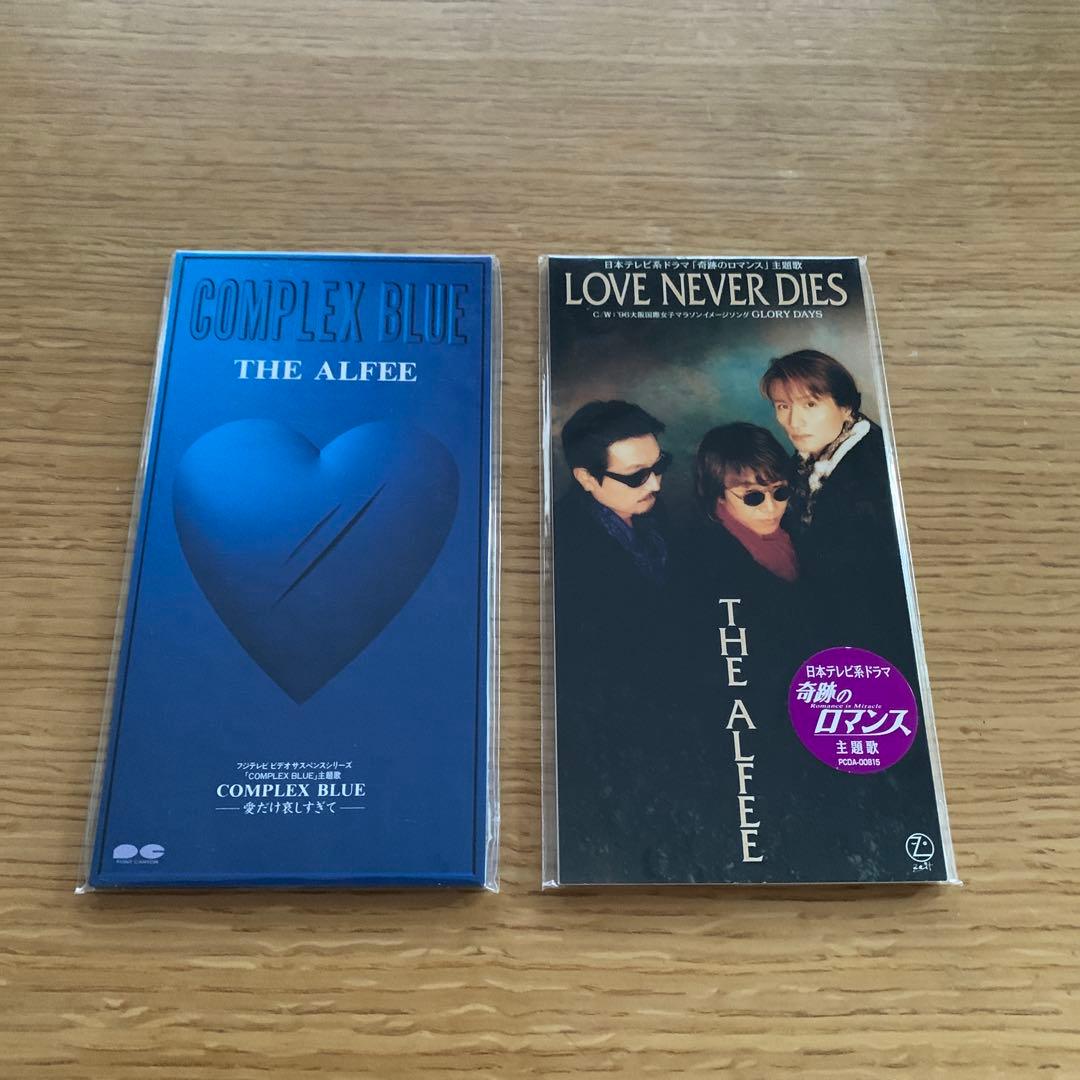 COMPLEX BLUE
THE ALFEE
フジテレビ ビデオ サスペンスシリーズ
「COMPLEX BLUE」主題歌
COMPLEX BLUE
愛だけ哀しすぎて
PONY CANYON
日本テレビ系ドラマ「奇跡のロマンス」主題歌
LOVE NEVER DIES
C/W:'96大阪国際女子マラソンイメージソング GLORY DAYS
THE ALFEE
日本テレビ系ドラマ
奇跡の
Romance is Miracle
ロマンス
主題歌
PCDA-00815